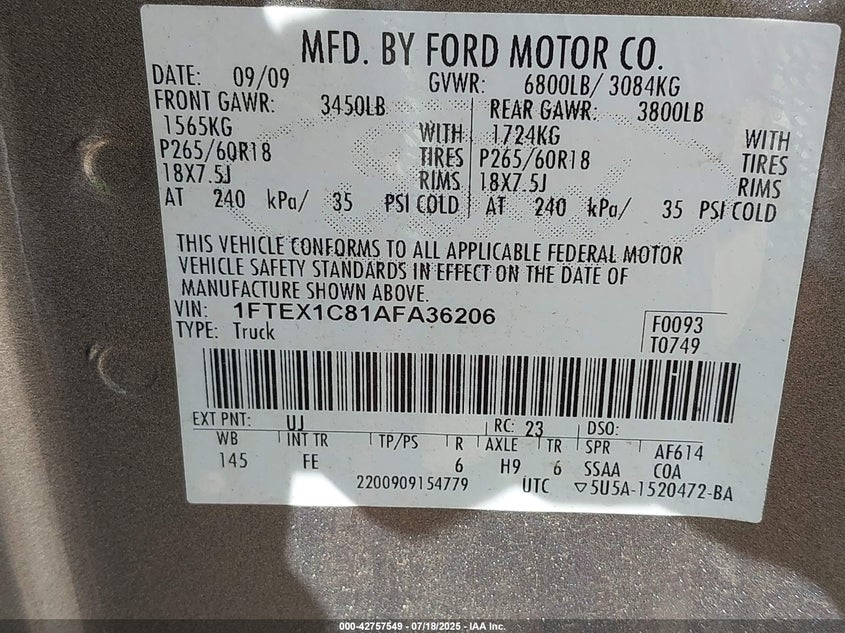 MFD. BY FORD MOTOR CO.
DATE: 09/09 GVWR: 6800LB/ 3084KG
FRONT GAWR: 3450LB REAR GAWR: 3800LB
1565KG WITH 1724KG WITH
P265/60R18 TIRES P265/60R18 TIRES
18X7.5J RIMS 18X7.5J RIMS
AT 240 kPa/ 35 PSI COLD AT 240 kPa/ 35 PSI COLD
THIS VEHICLE CONFORMS TO ALL APPLICABLE FEDERAL MOTOR
VEHICLE SAFETY STANDARDS IN EFFECT ON THE DATE OF
MANUFACTURE SHOWN ABOVE.
VIN: 1FTEX1C81AFA36206 F0093
TYPE: Truck T0749
EXT PNT: UJ RC: 23 DSO:
WB INT TR TP/PS R AXLE TR SPR AF614
145 FE 6 H9 6 SSAA COA
2200909154779 UTC ▽5U5A-1520472-BA
000-42757549 - 07/18/2025 - IAA Inc.